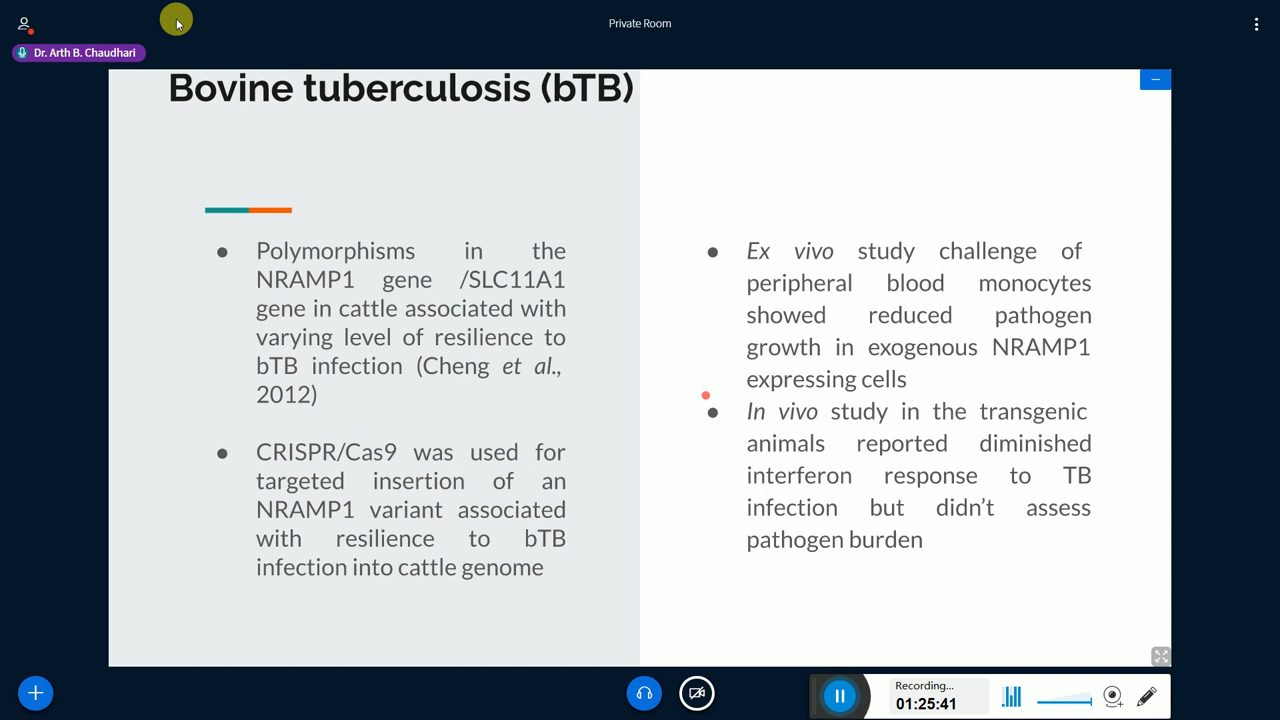 Private Room
Dr. Arth B. Chaudhari
Bovine tuberculosis (bTB)
● Polymorphisms in the
NRAMP1 gene /SLC11A1
gene in cattle associated with
varying level of resilience to
bTB infection (Cheng et al.,
2012)
● CRISPR/Cas9 was used for
targeted insertion of an
NRAMP1 variant associated
with resilience to bTB
infection into cattle genome
● Ex vivo study challenge of
peripheral blood monocytes
showed reduced pathogen
growth in exogenous NRAMP1
expressing cells
● In vivo study in the transgenic
animals reported diminished
interferon response to TB
infection but didn’t assess
pathogen burden
Recording...
01:25:41